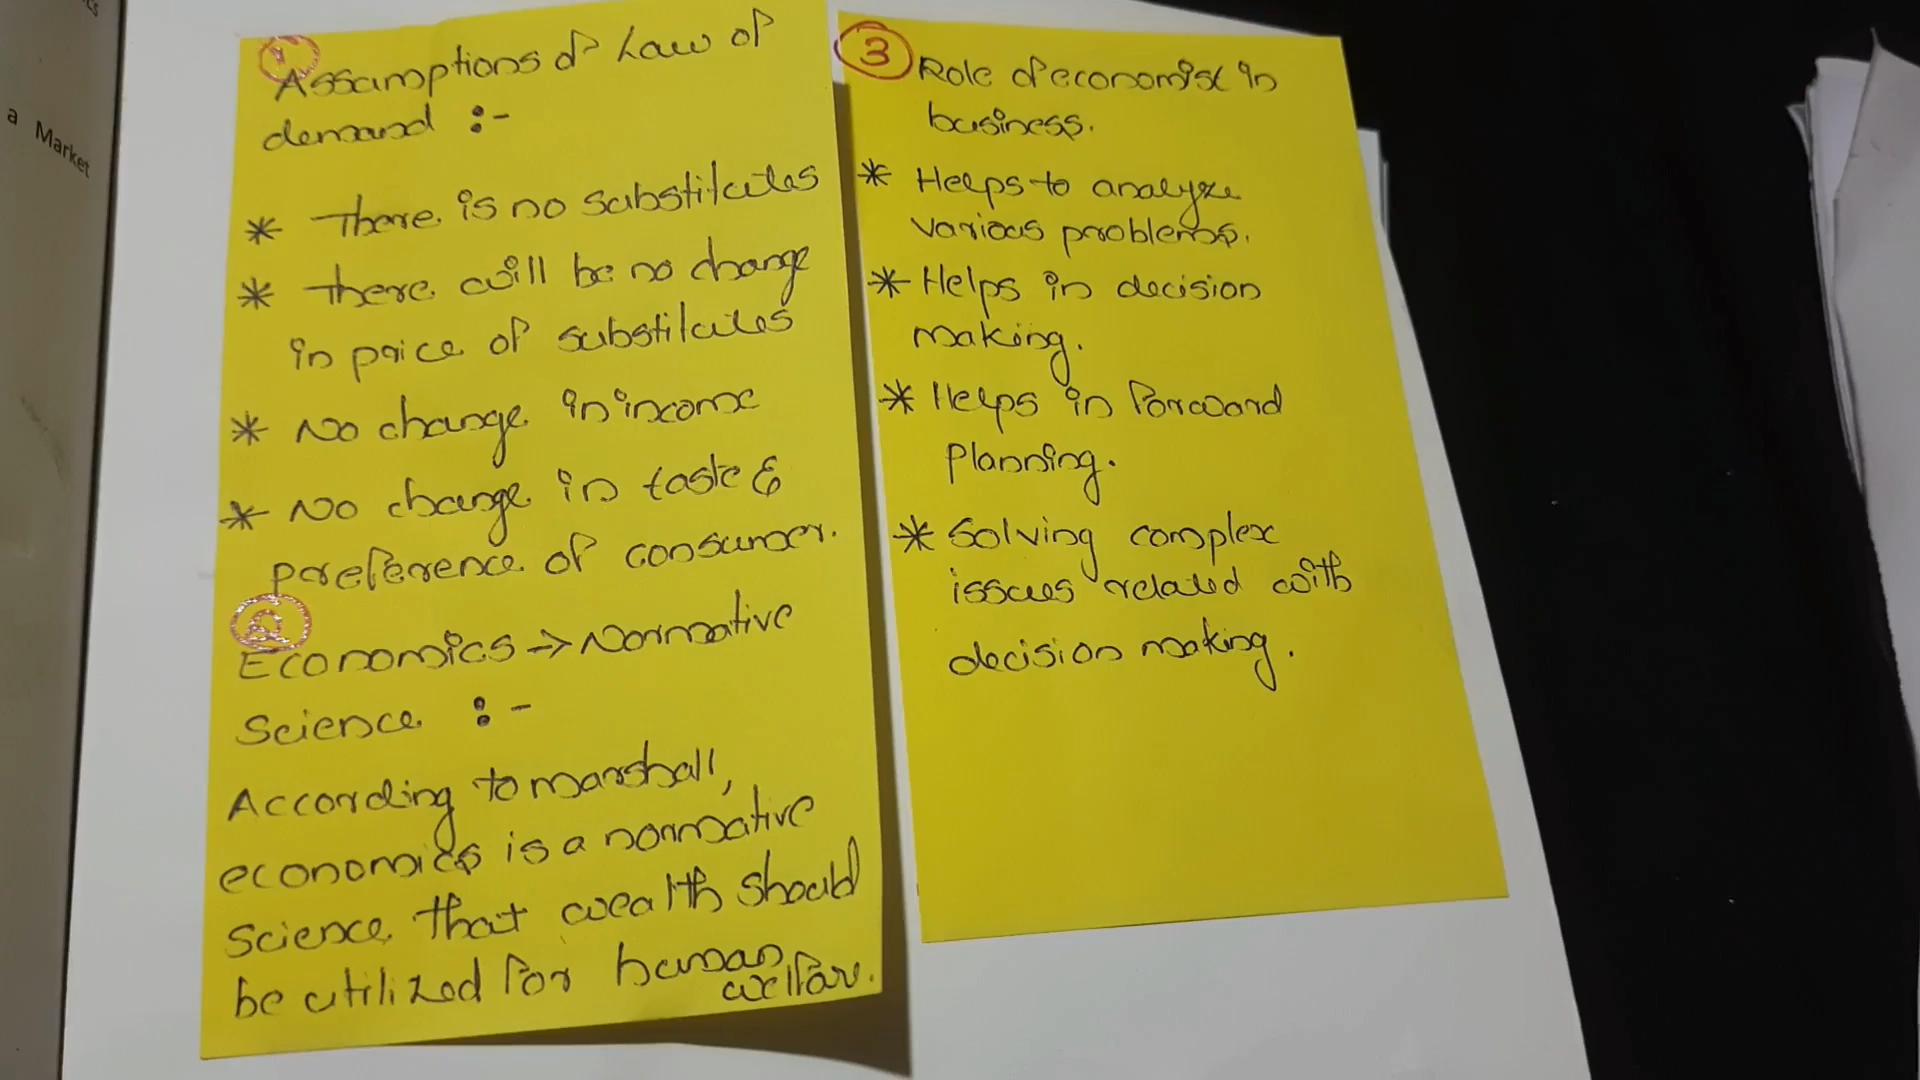 cs
a Market
1
Assumptions of Law of
demand :-
* There is no substitutes
* There will be no change
in price of substitutes
* No change in income
* No change in taste &
preference of consumer.
2
Economics → Normative
Science :-
According to marshall,
economics is a normative
science that wealth should
be utilized for human
welfare.
3 Role of economist in
business.
* Helps to analyze
various problems.
* Helps in decision
making.
* Helps in forward
planning.
* Solving complex
issues related with
decision making.